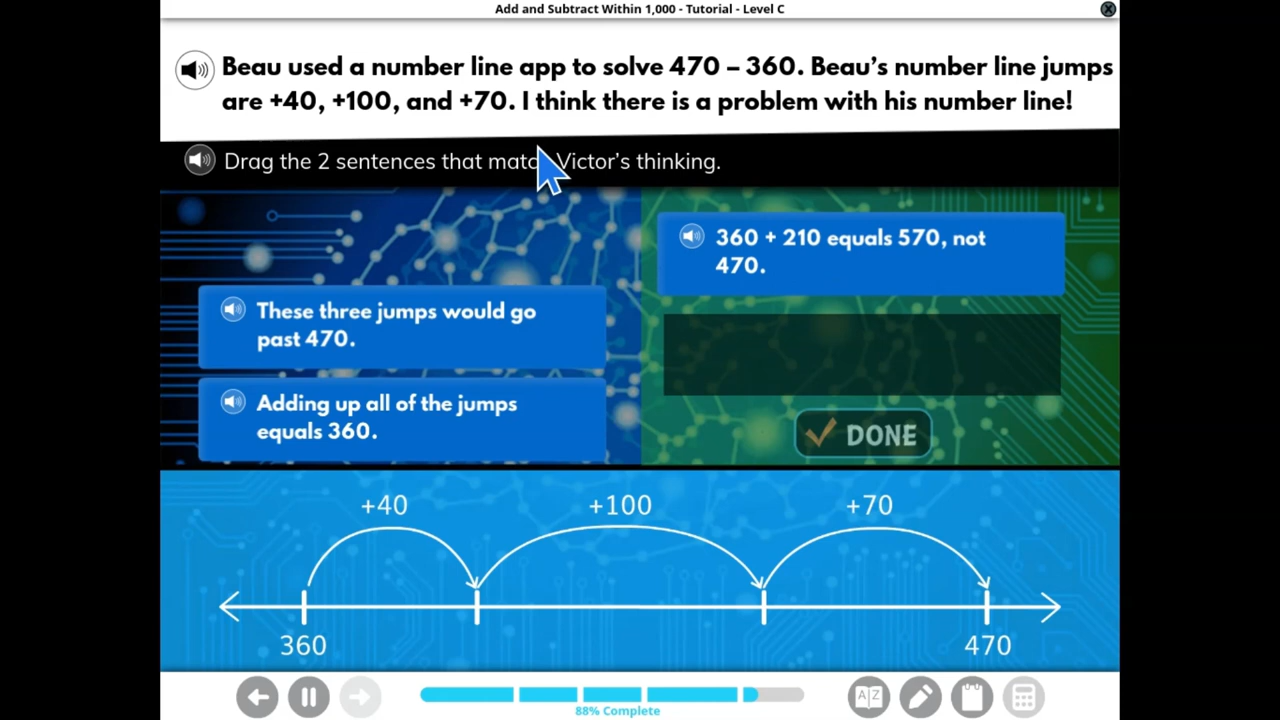 Add and Subtract Within 1,000 - Tutorial - Level C
Beau used a number line app to solve 470 – 360. Beau’s number line jumps
are +40, +100, and +70. I think there is a problem with his number line!
Drag the 2 sentences that matc Victor’s thinking.
360 + 210 equals 570, not
470.
These three jumps would go
past 470.
Adding up all of the jumps
equals 360.
DONE
+40 +100 +70
360 470
A Z
88% Complete